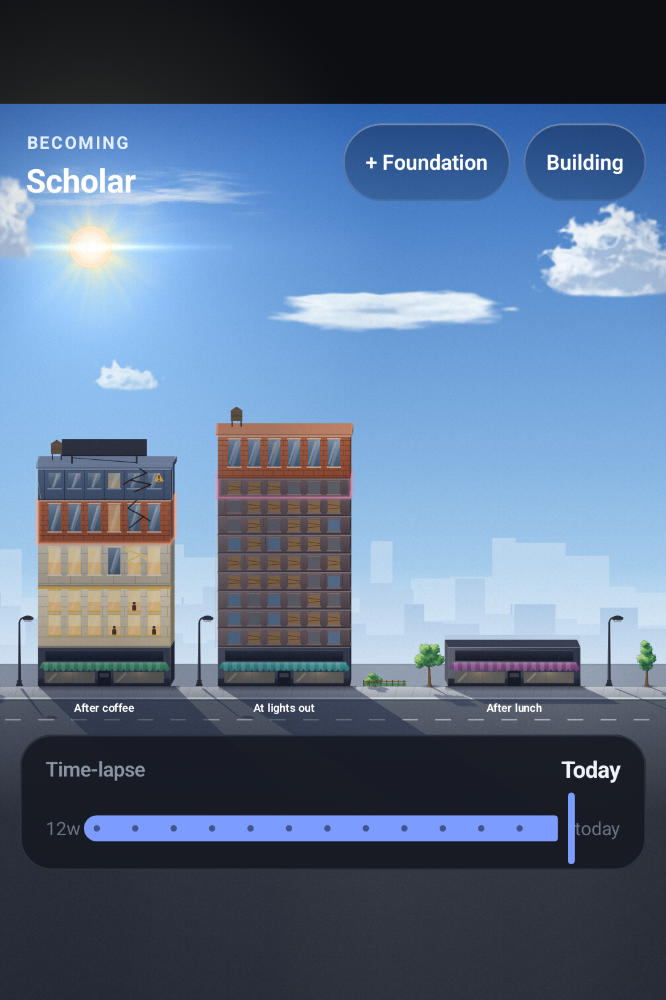 BECOMING
Scholar
+ Foundation
Building
After coffee
At lights out
After lunch
Time-lapse
Today
12w
today